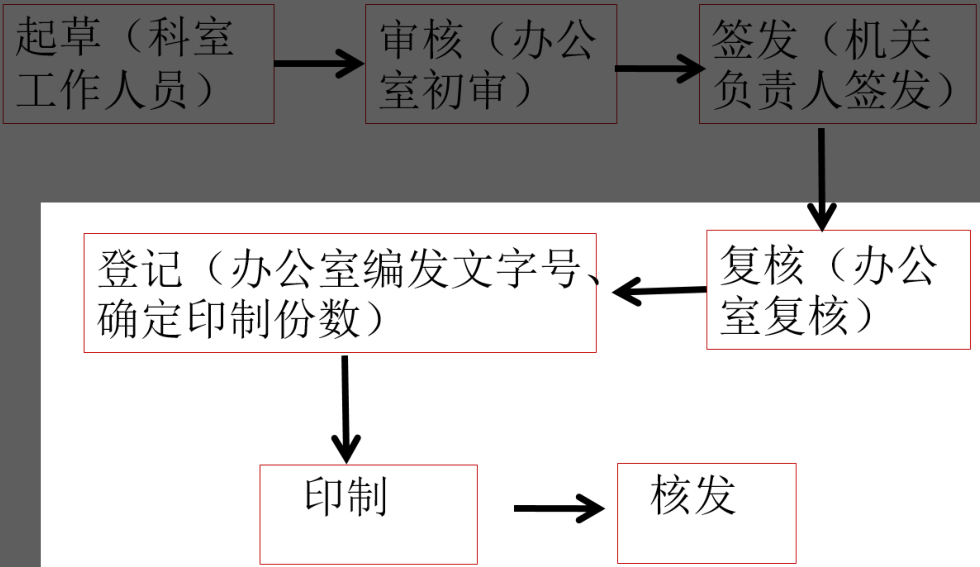 起草（科室
工作人员）
审核（办公
室初审）
签发（机关
负责人签发）
复核（办公
室复核）
登记（办公室编发文字号、
确定印制份数）
印制
核发